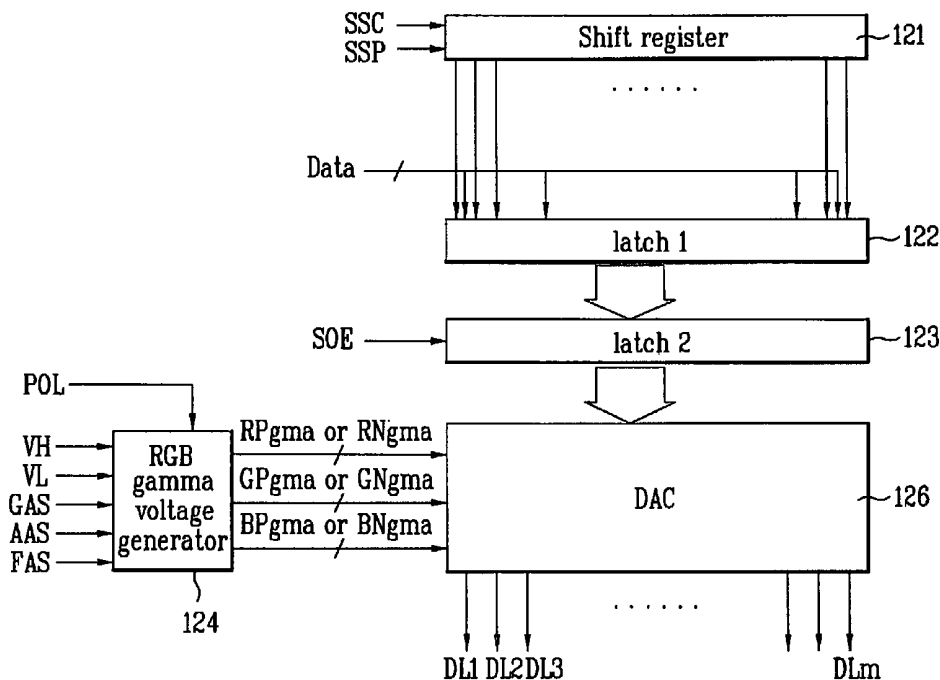 SSC
SSP
Shift register
121
. . . . . .
Data
latch 1
122
SOE
latch 2
123
POL
VH
VL
GAS
AAS
FAS
RGB
gamma
voltage
generator
124
RPgma or RNgma
GPgma or GNgma
BPgma or BNgma
DAC
126
. . . . . .
DL1 DL2 DL3
DLm